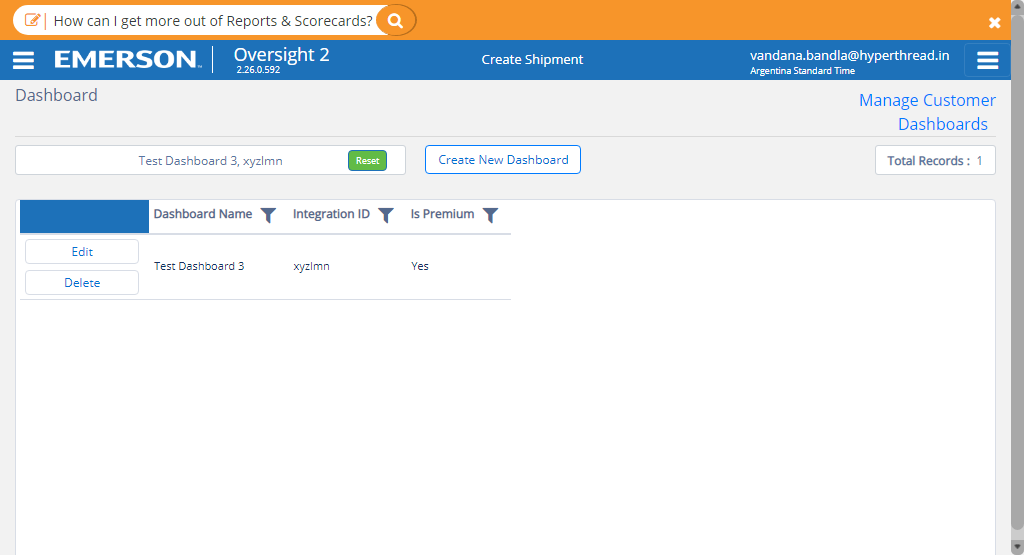 How can I get more out of Reports & Scorecards?
EMERSON™
Oversight 2
2.26.0.592
Create Shipment
vandana.bandla@hyperthread.in
Argentina Standard Time
Dashboard
Manage Customer
Dashboards
Test Dashboard 3, xyzlmn
Reset
Create New Dashboard
Total Records : 1
Dashboard Name
Integration ID
Is Premium
Edit
Delete
Test Dashboard 3
xyzlmn
Yes